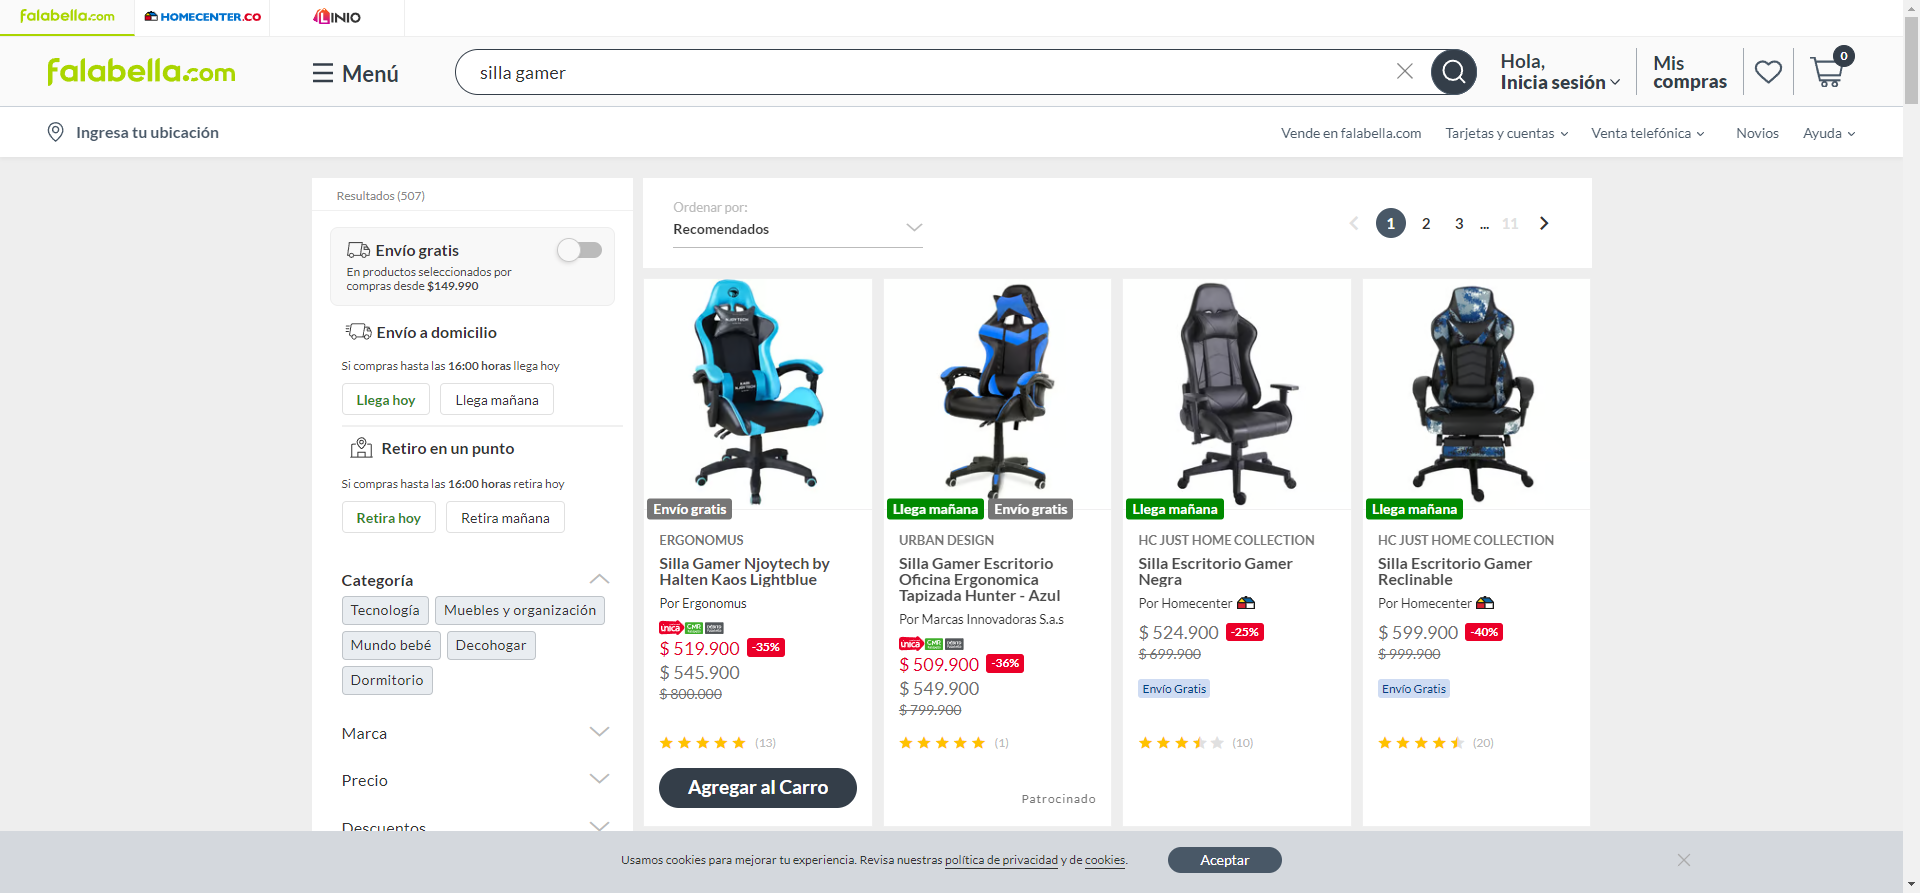 falabella.com
HOMECENTER.CO
LINIO
falabella.com
Menú
silla gamer
Hola,
Inicia sesión
Mis
compras
0
Ingresa tu ubicación
Vende en falabella.com
Tarjetas y cuentas
Venta telefónica
Novios
Ayuda
Resultados (507)
Envío gratis
En productos seleccionados por
compras desde $149.990
Envío a domicilio
Si compras hasta las 16:00 horas llega hoy
Llega hoy
Llega mañana
Retiro en un punto
Si compras hasta las 16:00 horas retira hoy
Retira hoy
Retira mañana
Categoría
Tecnología
Muebles y organización
Mundo bebé
Decohogar
Dormitorio
Marca
Precio
Descuentos
Ordenar por:
Recomendados
1
2
3
...
11
Envío gratis
ERGONOMUS
Silla Gamer Njoytech by
Halten Kaos Lightblue
Por Ergonomus
única CMR
$ 519.900 -35%
$ 545.900
$ 800.000
(13)
Agregar al Carro
Llega mañana
Envío gratis
URBAN DESIGN
Silla Gamer Escritorio
Oficina Ergonomica
Tapizada Hunter - Azul
Por Marcas Innovadoras S.a.s
única CMR
$ 509.900 -36%
$ 549.900
$ 799.900
(1)
Patrocinado
Llega mañana
HC JUST HOME COLLECTION
Silla Escritorio Gamer
Negra
Por Homecenter
$ 524.900 -25%
$ 699.900
Envío Gratis
(10)
Llega mañana
HC JUST HOME COLLECTION
Silla Escritorio Gamer
Reclinable
Por Homecenter
$ 599.900 -40%
$ 999.900
Envío Gratis
(20)
Usamos cookies para mejorar tu experiencia. Revisa nuestras política de privacidad y de cookies.
Aceptar